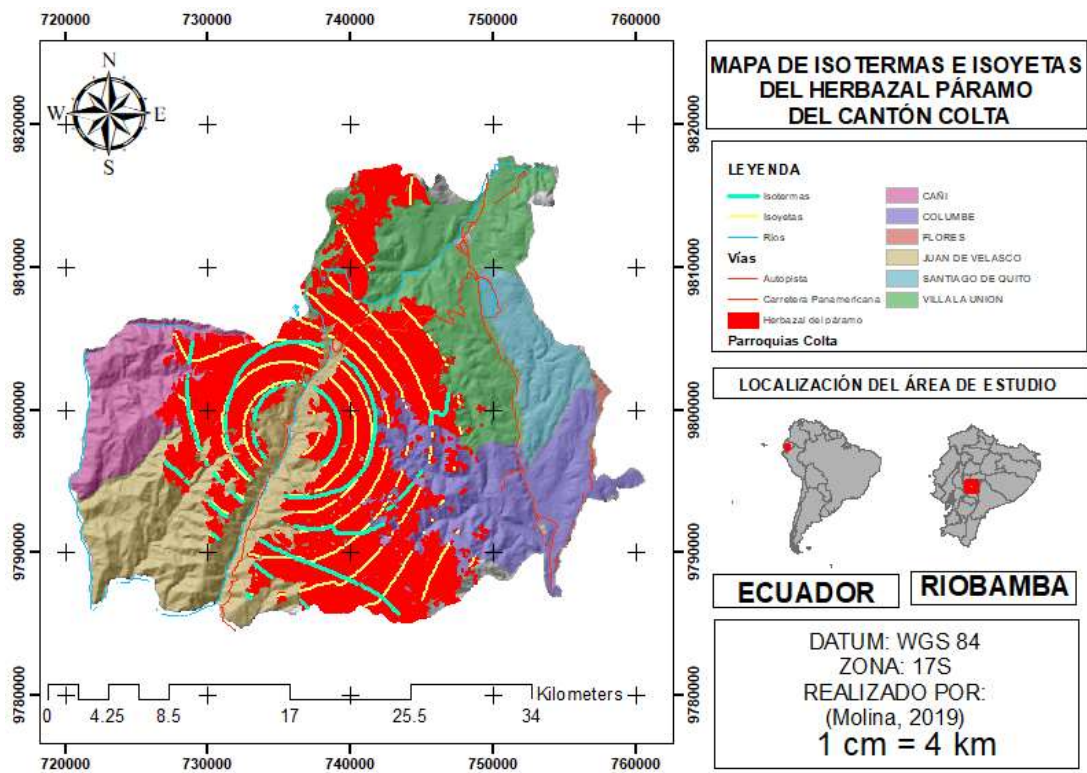 720000 730000 740000 750000 760000
9820000 9820000
9810000 9810000
9800000 9800000
9790000 9790000
9780000 9780000
N
W E
S
Kilometers
0 4.25 8.5 17 25.5 34
720000 730000 740000 750000 760000
MAPA DE ISOTERMAS E ISOYETAS
DEL HERBAZAL PÁRAMO
DEL CANTÓN COLTA
LEYENDA
Isotermas
Isoyetas
Ríos
Vías
Autopista
Carretera Panamericana
Herbazal del páramo
Parroquias Colta
CAÑI
COLUMBE
FLORES
JUAN DE VELASCO
SANTIAGO DE QUITO
VILLA LA UNION
LOCALIZACIÓN DEL ÁREA DE ESTUDIO
ECUADOR
RIOBAMBA
DATUM: WGS 84
ZONA: 17S
REALIZADO POR:
(Molina, 2019)
1 cm = 4 km